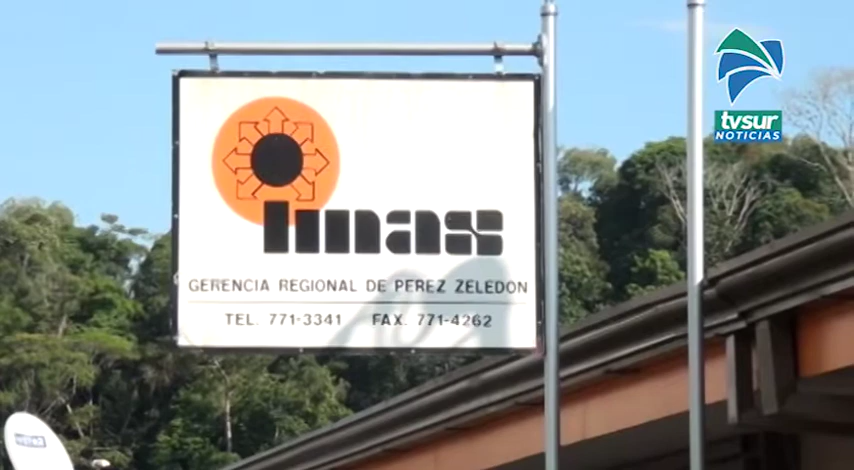 tvsur
NOTICIAS
imas
GERENCIA REGIONAL DE PEREZ ZELEDON
TEL. 771-3341 FAX. 771-4262